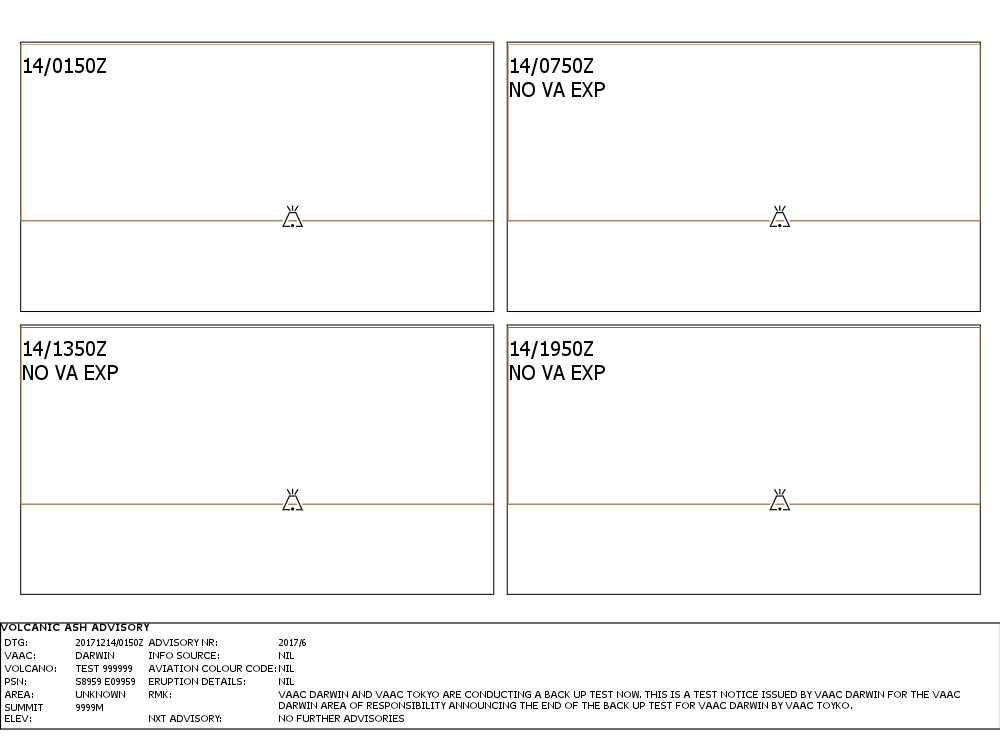 14/0150Z
14/0750Z
NO VA EXP
14/1350Z
NO VA EXP
14/1950Z
NO VA EXP
VOLCANIC ASH ADVISORY
DTG: 20171214/0150Z ADVISORY NR: 2017/6
VAAC: DARWIN INFO SOURCE: NIL
VOLCANO: TEST 999999 AVIATION COLOUR CODE: NIL
PSN: S8959 E09959 ERUPTION DETAILS: NIL
AREA: UNKNOWN RMK: VAAC DARWIN AND VAAC TOKYO ARE CONDUCTING A BACK UP TEST NOW. THIS IS A TEST NOTICE ISSUED BY VAAC DARWIN FOR THE VAAC
SUMMIT 9999M DARWIN AREA OF RESPONSIBILITY ANNOUNCING THE END OF THE BACK UP TEST FOR VAAC DARWIN BY VAAC TOYKO.
ELEV: NXT ADVISORY: NO FURTHER ADVISORIES